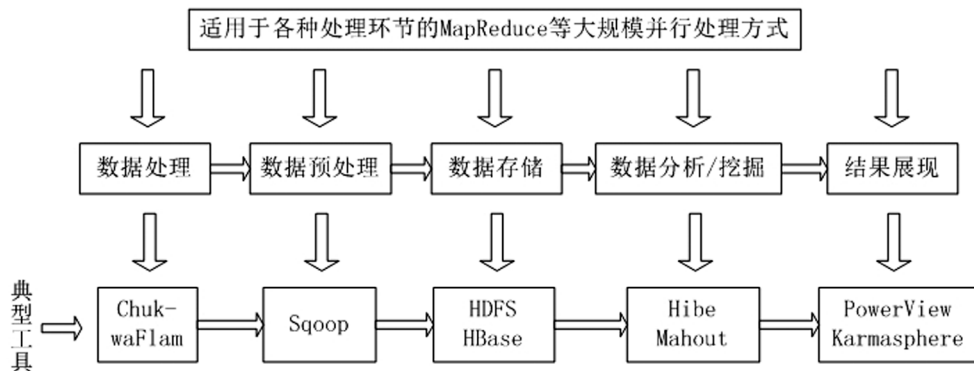 适用于各种处理环节的MapReduce等大规模并行处理方式
数据处理
数据预处理
数据存储
数据分析/挖掘
结果展现
典型工具
Chuk-
waFlam
Sqoop
HDFS
HBase
Hibe
Mahout
PowerView
Karmasphere